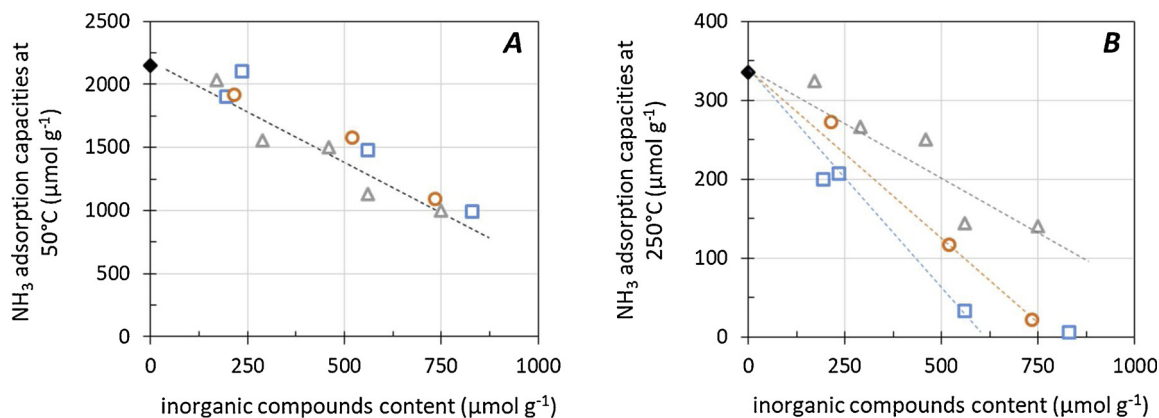 NH₃ adsorption capacities at
50°C (µmol g⁻¹)
2500
2000
1500
1000
500
0
A
0
250
500
750
1000
inorganic compounds content (µmol g⁻¹)
NH₃ adsorption capacities at
250°C (µmol g⁻¹)
400
300
200
100
0
B
0
250
500
750
1000
inorganic compounds content (µmol g⁻¹)